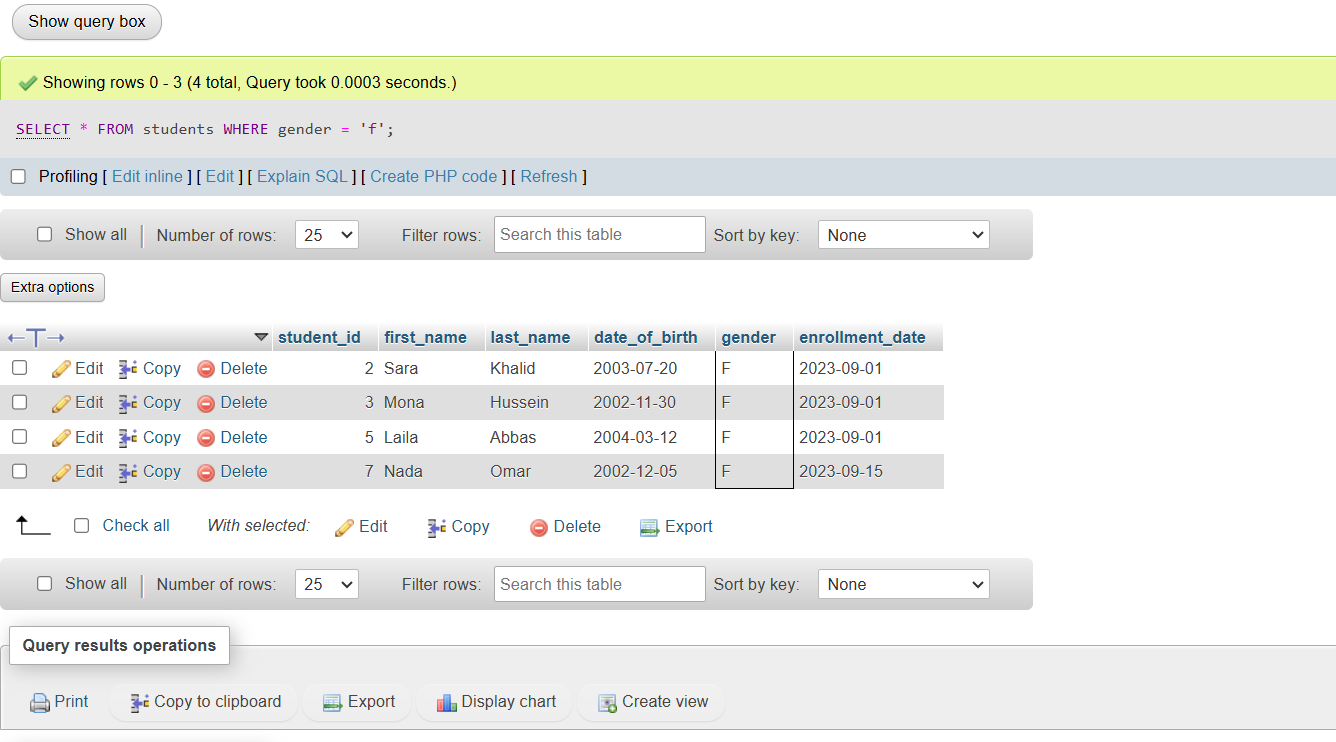 Show query box
Showing rows 0 - 3 (4 total, Query took 0.0003 seconds.)
SELECT * FROM students WHERE gender = 'f';
Profiling [ Edit inline ] [ Edit ] [ Explain SQL ] [ Create PHP code ] [ Refresh ]
Show all Number of rows: 25 Filter rows: Search this table Sort by key: None
Extra options
student_id first_name last_name date_of_birth gender enrollment_date
Edit Copy Delete 2 Sara Khalid 2003-07-20 F 2023-09-01
Edit Copy Delete 3 Mona Hussein 2002-11-30 F 2023-09-01
Edit Copy Delete 5 Laila Abbas 2004-03-12 F 2023-09-01
Edit Copy Delete 7 Nada Omar 2002-12-05 F 2023-09-15
Check all With selected: Edit Copy Delete Export
Show all Number of rows: 25 Filter rows: Search this table Sort by key: None
Query results operations
Print Copy to clipboard Export Display chart Create view